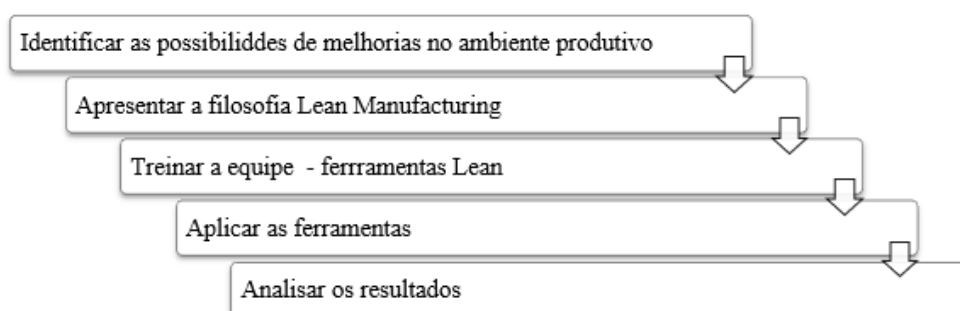 Identificar as possibiliddes de melhorias no ambiente produtivo
Apresentar a filosofia Lean Manufacturing
Treinar a equipe - ferrramentas Lean
Aplicar as ferramentas
Analisar os resultados